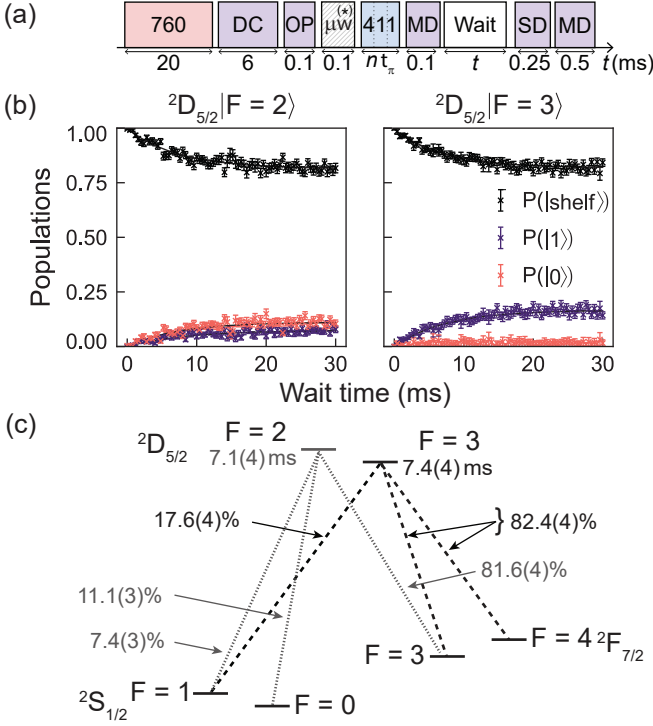 (a)
760 DC OP μw(*) 411 MD Wait SD MD
20 6 0.1 0.1 n tπ 0.1 t 0.25 0.5 t(ms)
(b)
²D5/2|F = 2⟩ ²D5/2|F = 3⟩
Populations
1.00
0.75
0.50
0.25
0.00
P(|shelf⟩)
P(|1⟩)
P(|0⟩)
0 10 20 30 0 10 20 30
Wait time (ms)
(c)
²D5/2
F = 2
7.1(4) ms
F = 3
7.4(4) ms
17.6(4)%
} 82.4(4)%
11.1(3)%
81.6(4)%
7.4(3)%
F = 3
F = 4 ²F7/2
²S1/2
F = 1
F = 0